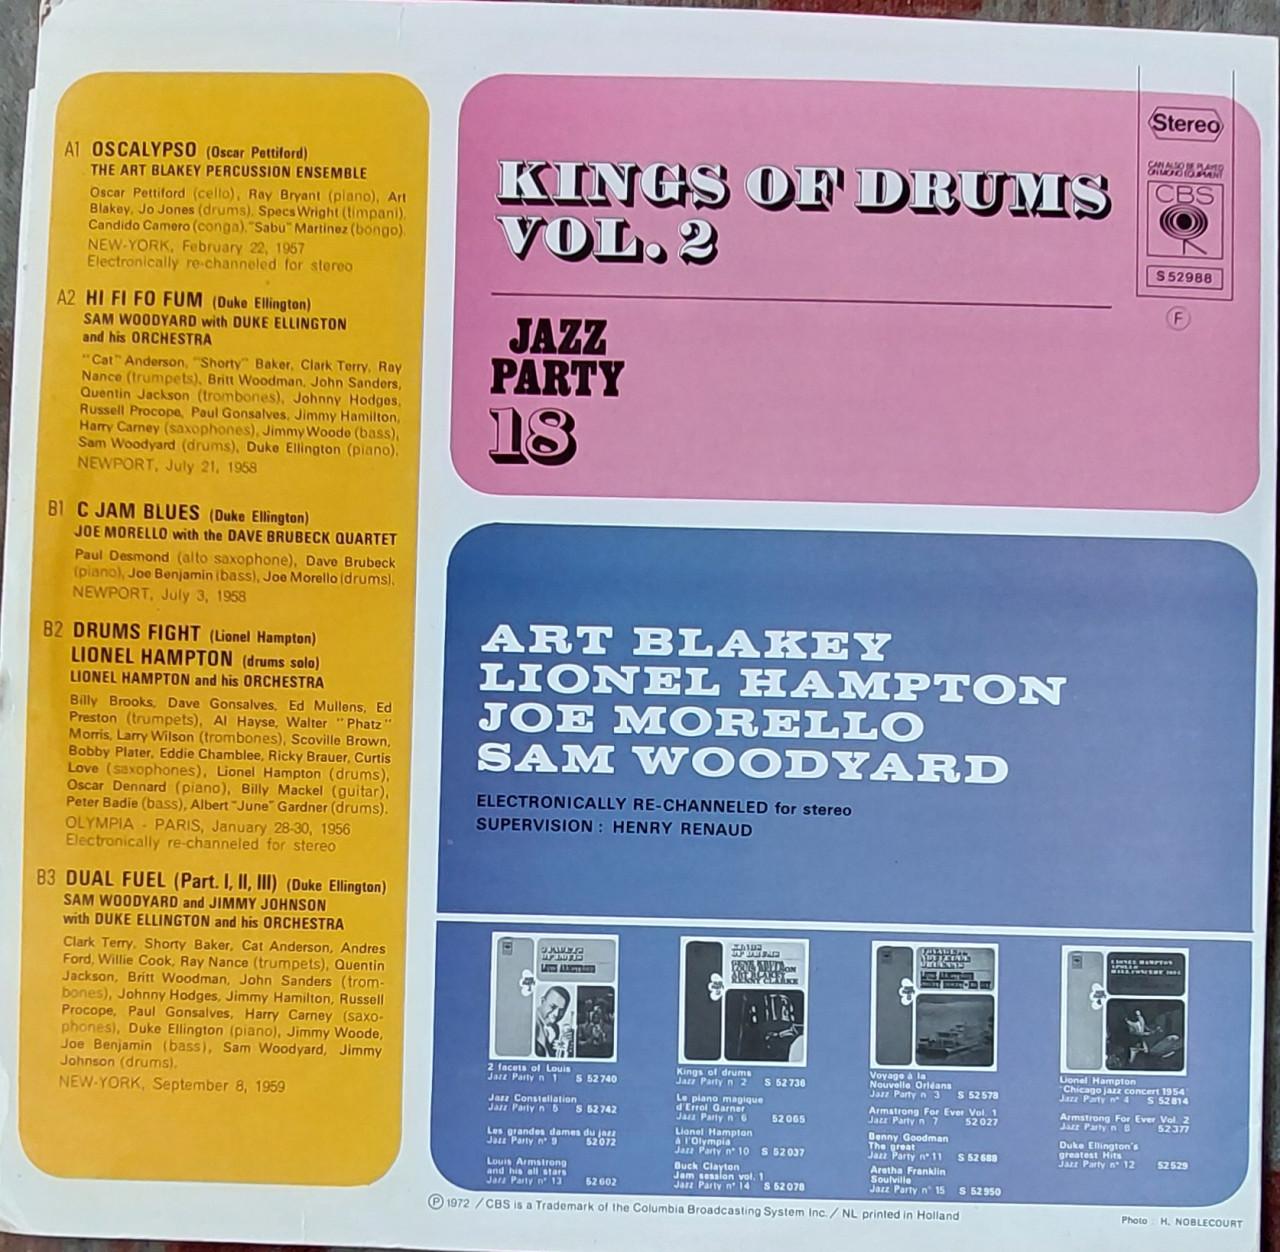 A1 OSCALYPSO (Oscar Pettiford)
THE ART BLAKEY PERCUSSION ENSEMBLE
Oscar Pettiford (cello), Ray Bryant (piano), Art
Blakey, Jo Jones (drums), Specs Wright (timpani),
Candido Camero (conga), "Sabu" Martinez (bongo).
NEW-YORK, February 22, 1957
Electronically re-channeled for stereo
A2 HI FI FO FUM (Duke Ellington)
SAM WOODYARD with DUKE ELLINGTON
and his ORCHESTRA
"Cat" Anderson, "Shorty" Baker, Clark Terry, Ray
Nance (trumpets), Britt Woodman, John Sanders,
Quentin Jackson (trombones), Johnny Hodges,
Russell Procope, Paul Gonsalves, Jimmy Hamilton,
Harry Carney (saxophones), Jimmy Woode (bass),
Sam Woodyard (drums), Duke Ellington (piano).
NEWPORT, July 21, 1958
B1 C JAM BLUES (Duke Ellington)
JOE MORELLO with the DAVE BRUBECK QUARTET
Paul Desmond (alto saxophone), Dave Brubeck
(piano), Joe Benjamin (bass), Joe Morello (drums).
NEWPORT, July 3, 1958
B2 DRUMS FIGHT (Lionel Hampton)
LIONEL HAMPTON (drums solo)
LIONEL HAMPTON and his ORCHESTRA
Billy Brooks, Dave Gonsalves, Ed Mullens, Ed
Preston (trumpets), Al Hayse, Walter "Phatz"
Morris, Larry Wilson (trombones), Scoville Brown,
Bobby Plater, Eddie Chamblee, Ricky Brauer, Curtis
Love (saxophones), Lionel Hampton (drums),
Oscar Dennard (piano), Billy Mackel (guitar),
Peter Badie (bass), Albert "June" Gardner (drums).
OLYMPIA - PARIS, January 28-30, 1956
Electronically re-channeled for stereo
B3 DUAL FUEL (Part. I, II, III) (Duke Ellington)
SAM WOODYARD and JIMMY JOHNSON
with DUKE ELLINGTON and his ORCHESTRA
Clark Terry, Shorty Baker, Cat Anderson, Andres
Ford, Willie Cook, Ray Nance (trumpets), Quentin
Jackson, Britt Woodman, John Sanders (trom-
bones), Johnny Hodges, Jimmy Hamilton, Russell
Procope, Paul Gonsalves, Harry Carney (saxo-
phones), Duke Ellington (piano), Jimmy Woode,
Joe Benjamin (bass), Sam Woodyard, Jimmy
Johnson (drums).
NEW-YORK, September 8, 1959
KINGS OF DRUMS
VOL. 2
JAZZ
PARTY
18
Stereo
CAN ALSO BE PLAYED
ON MONO EQUIPMENT
CBS
S 52988
F
ART BLAKEY
LIONEL HAMPTON
JOE MORELLO
SAM WOODYARD
ELECTRONICALLY RE-CHANNELED for stereo
SUPERVISION : HENRY RENAUD
2 FACETS
OF LOUIS
KINGS
OF DRUMS
LIONEL HAMPTON
2 facets of Louis
Jazz Party n 1 S 52740
Jazz Constellation
Jazz Party n° 5 S 52742
Les grandes dames du jazz
Jazz Party n° 9 52072
Louis Armstrong
and his all stars
Jazz Party n° 13 52602
Kings of drums
Jazz Party n° 2 S 52736
Le piano magique
d'Errol Garner
Jazz Party n 6 52065
Lionel Hampton
à l'Olympia
Jazz Party n° 10 S 52037
Buck Clayton
Jam session vol. 1
Jazz Party n° 14 S 52078
Voyage à la
Nouvelle Orléans
Jazz Party n° 3 S 52578
Armstrong For Ever Vol. 1
Jazz Party n° 7 52027
Benny Goodman
The great
Jazz Party n° 11 S 52688
Aretha Franklin
Soulville
Jazz Party n° 15 S 52950
Lionel Hampton
"Chicago jazz concert 1954"
Jazz Party n° 4 S 52814
Armstrong For Ever Vol. 2
Jazz Party n 8 52377
Duke Ellington's
greatest Hits
Jazz Party n° 12 52529
Ⓟ 1972 / CBS is a Trademark of the Columbia Broadcasting System Inc. / NL printed in Holland
Photo : H. NOBLECOURT